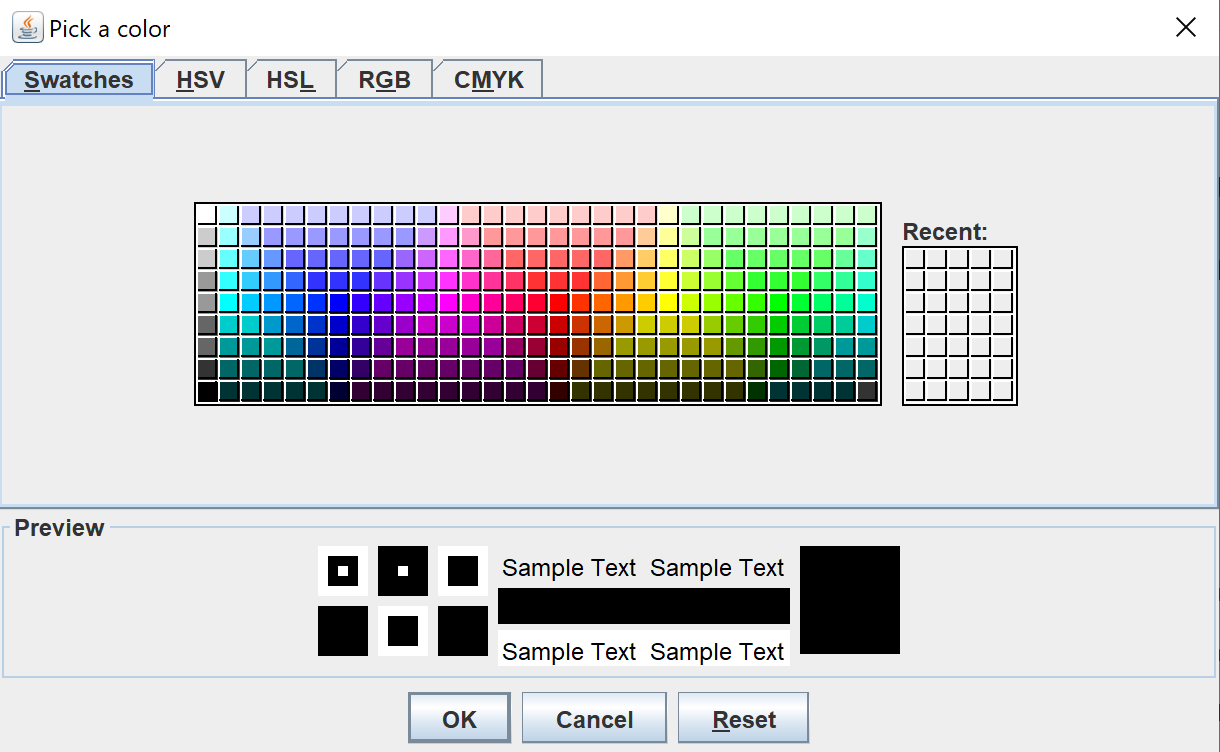 Pick a color
Swatches HSV HSL RGB CMYK
Recent:
Preview
Sample Text Sample Text
Sample Text Sample Text
OK Cancel Reset